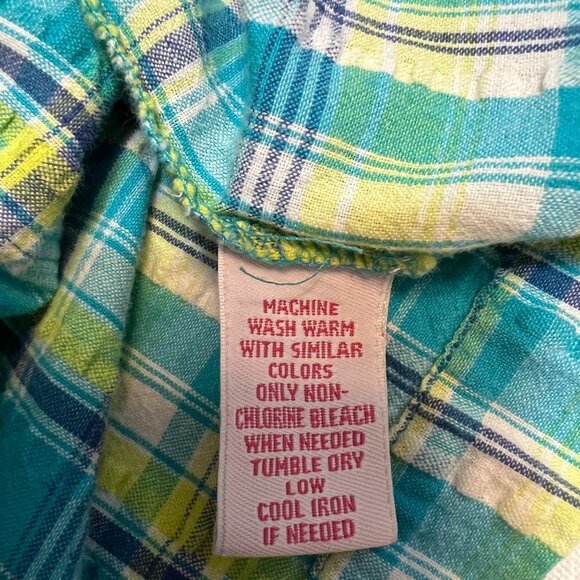 MACHINE
WASH WARM
WITH SIMILAR
COLORS
ONLY NON-
CHLORINE BLEACH
WHEN NEEDED
TUMBLE DRY
LOW
COOL IRON
IF NEEDED